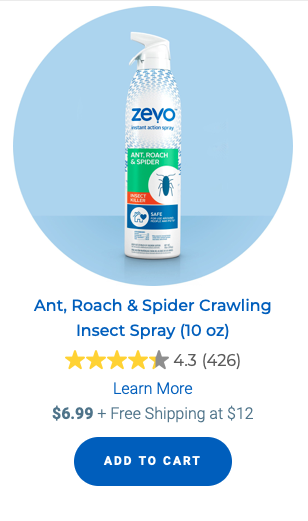 zevo
instant action spray
ANT, ROACH
& SPIDER
INSECT
KILLER
SAFE
Ant, Roach & Spider Crawling
Insect Spray (10 oz)
4.3 (426)
Learn More
$6.99 + Free Shipping at $12
ADD TO CART